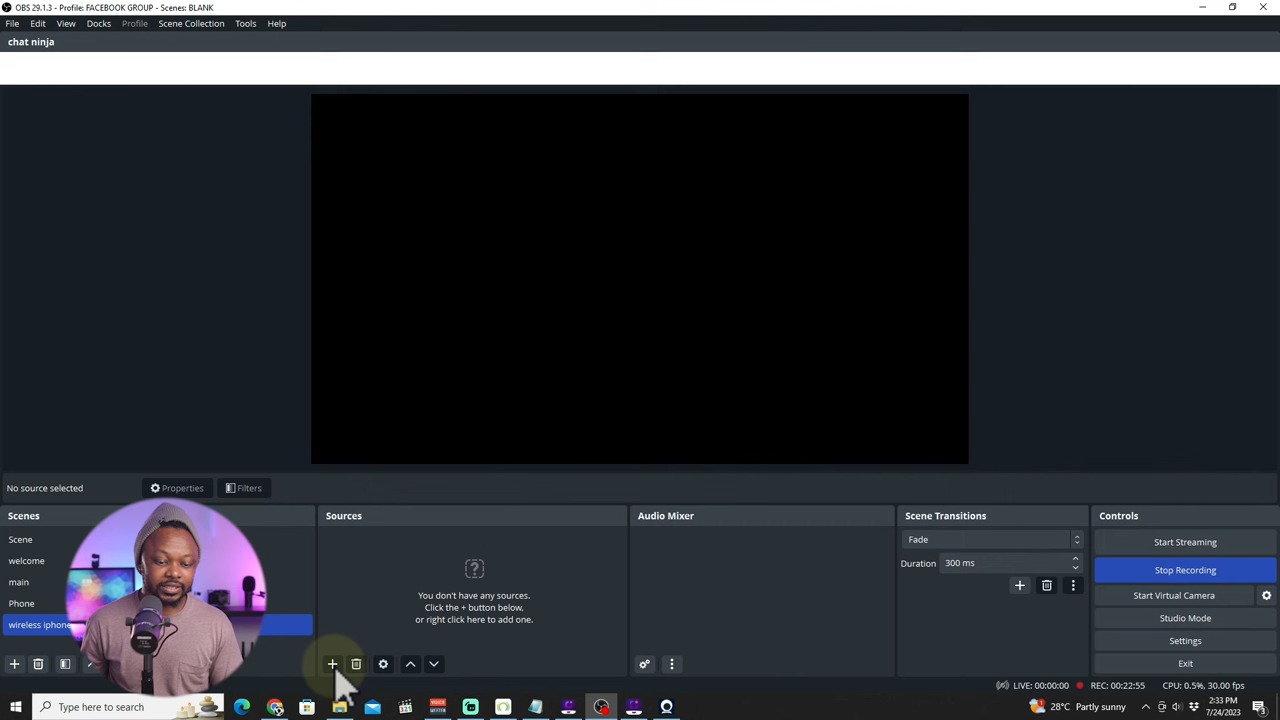 OBS 29.1.3 - Profile: FACEBOOK GROUP - Scenes: BLANK
File Edit View Docks Profile Scene Collection Tools Help
chat ninja
No source selected
Properties
Filters
Scenes
Scene
welcome
main
Phone
wireless iphone
Sources
You don't have any sources.
Click the + button below,
or right click here to add one.
Audio Mixer
Scene Transitions
Fade
Duration 300 ms
Controls
Start Streaming
Stop Recording
Start Virtual Camera
Studio Mode
Settings
Exit
LIVE: 00:00:00 REC: 00:22:55 CPU: 0.5%, 30.00 fps
Type here to search
28°C Partly sunny
2:33 PM
7/24/2023